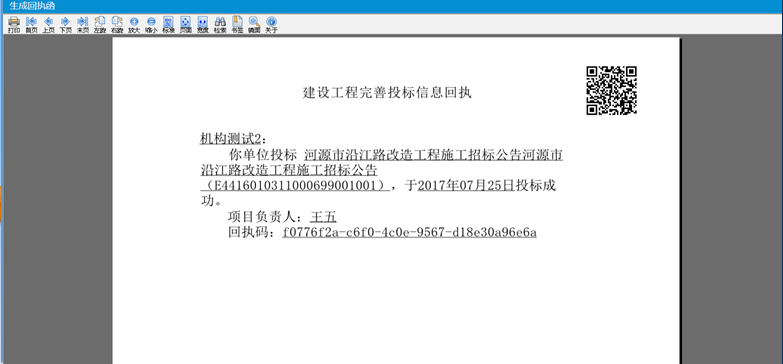 生成回执函
打印 首页 上页 下页 末页 左旋 右旋 放大 缩小 标准 页面 宽度 检索 书签 镜面 关于
建设工程完善投标信息回执
机构测试2：
你单位投标 河源市沿江路改造工程施工招标公告河源市
沿江路改造工程施工招标公告
（E4416010311000699001001），于2017年07月25日投标成
功。
项目负责人：王五
回执码：f0776f2a-c6f0-4c0e-9567-d18e30a96e6a